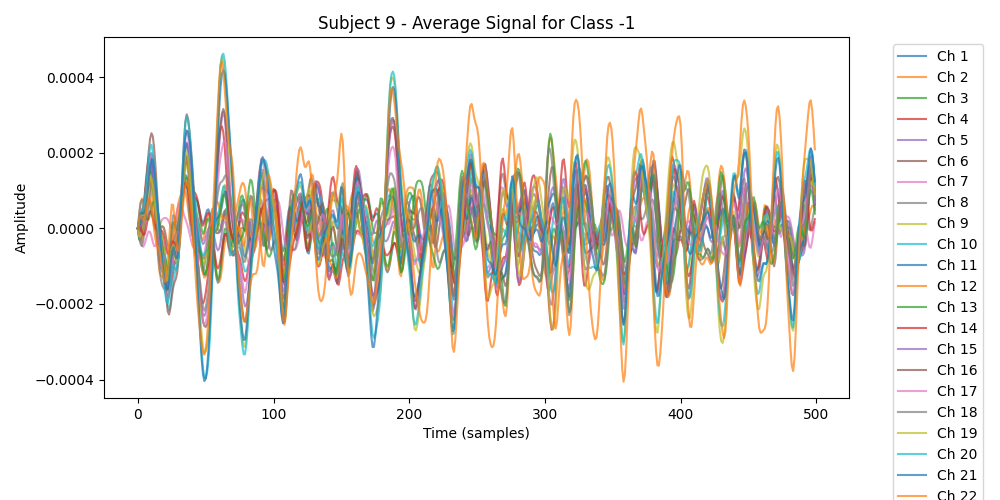 Subject 9 - Average Signal for Class -1
Amplitude
0.0004
0.0002
0.0000
−0.0002
−0.0004
0
100
200
300
400
500
Time (samples)
Ch 1
Ch 2
Ch 3
Ch 4
Ch 5
Ch 6
Ch 7
Ch 8
Ch 9
Ch 10
Ch 11
Ch 12
Ch 13
Ch 14
Ch 15
Ch 16
Ch 17
Ch 18
Ch 19
Ch 20
Ch 21
Ch 22